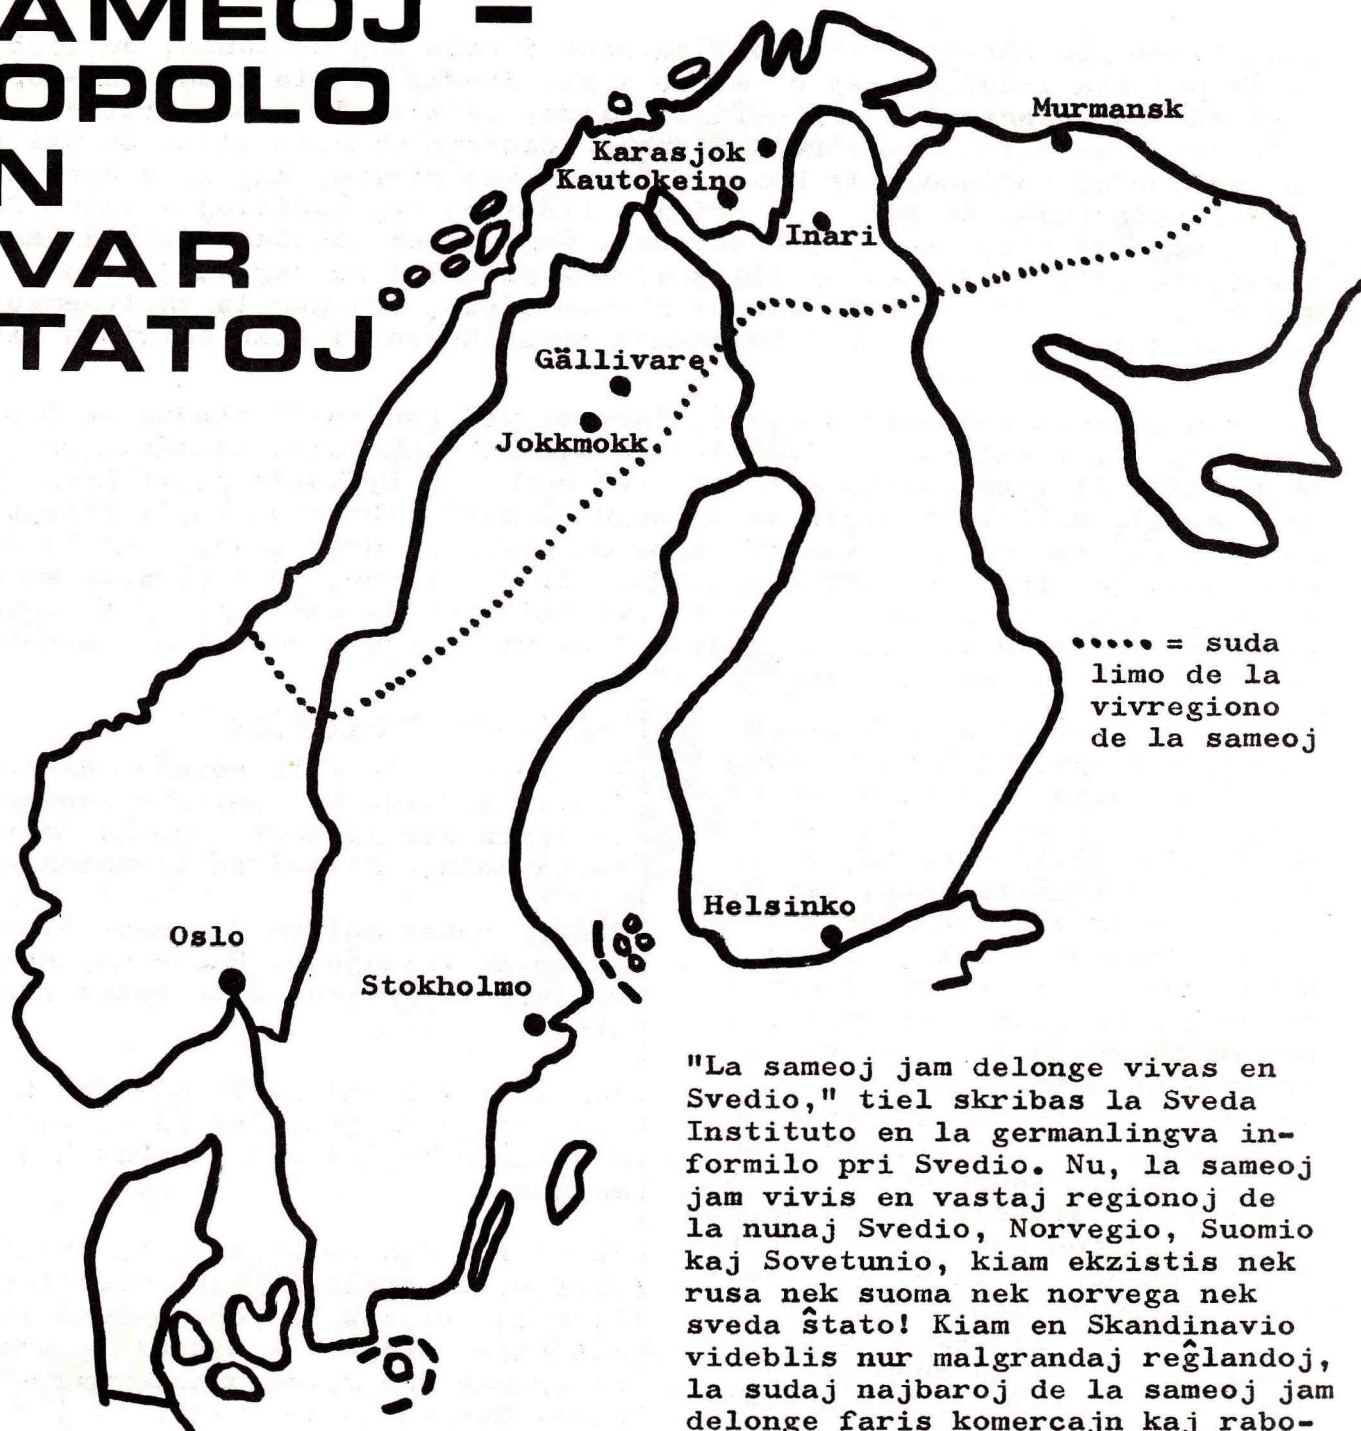 AMEOJ –
OPOLO
N
VAR
TATOJ
Murmansk
Karasjok
Kautokeino
Inari
Gällivare
Jokkmokk
..... = suda
limo de la
vivregiono
de la sameoj
Helsinko
Oslo
Stokholmo
"La sameoj jam delonge vivas en
Svedio," tiel skribas la Sveda
Instituto en la germanlingva in-
formilo pri Svedio. Nu, la sameoj
jam vivis en vastaj regionoj de
la nunaj Svedio, Norvegio, Suomio
kaj Sovetunio, kiam ekzistis nek
rusa nek suoma nek norvega nek
sveda ŝtato! Kiam en Skandinavio
videblis nur malgrandaj reĝlandoj,
la sudaj najbaroj de la sameoj jam
delonge faris komercajn kaj rabo-